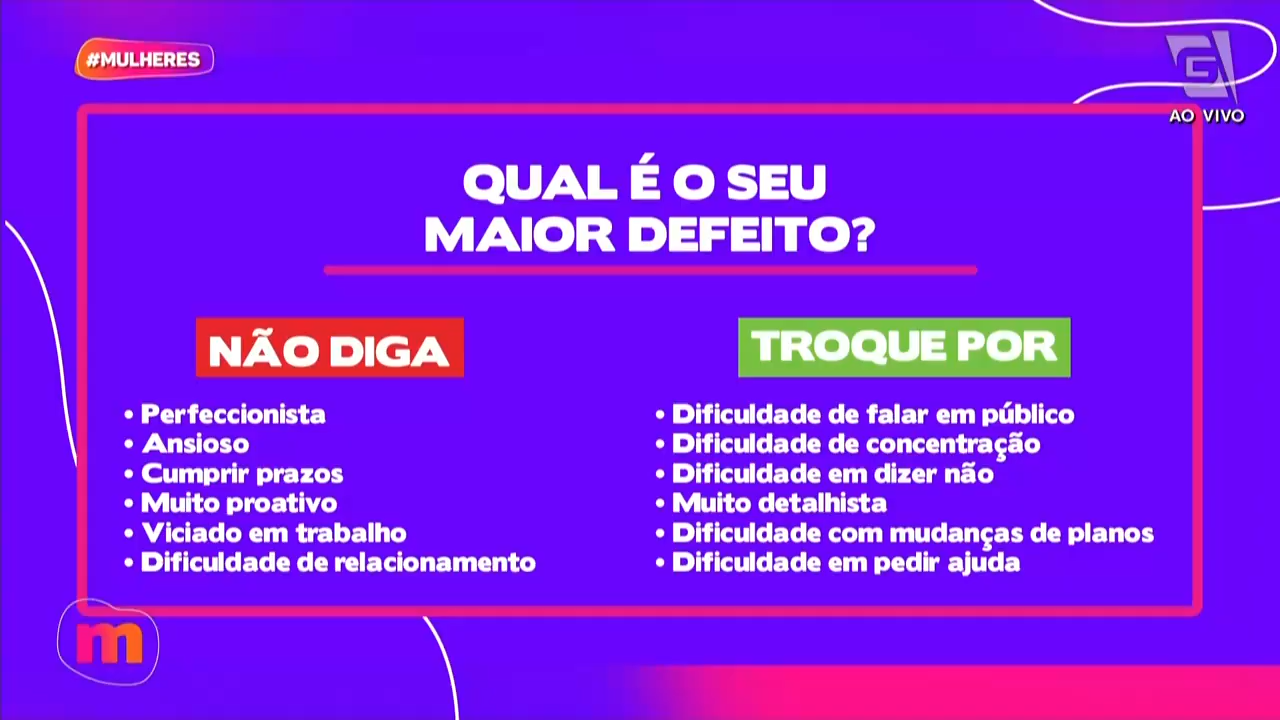 #MULHERES
G
AO VIVO
QUAL É O SEU
MAIOR DEFEITO?
NÃO DIGA
• Perfeccionista
• Ansioso
• Cumprir prazos
• Muito proativo
• Viciado em trabalho
• Dificuldade de relacionamento
TROQUE POR
• Dificuldade de falar em público
• Dificuldade de concentração
• Dificuldade em dizer não
• Muito detalhista
• Dificuldade com mudanças de planos
• Dificuldade em pedir ajuda
m